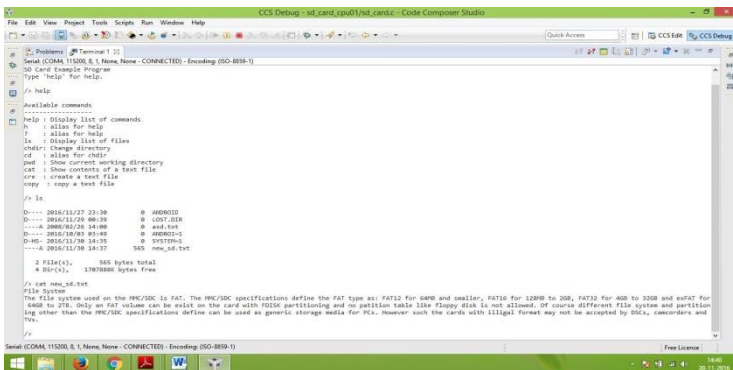 CCS Debug - sd_card_cpu01/sd_card.c - Code Composer Studio
File Edit View Project Tools Scripts Run Window Help
Quick Access CCS Edit CCS Debug
Problems Terminal 1
Serial: (COM4, 115200, 8, 1, None, None - CONNECTED) - Encoding: (ISO-8859-1)
SD Card Example Program
Type 'help' for help.
/> help
Available commands
------------------
help : Display list of commands
h : alias for help
? : alias for help
ls : Display list of files
chdir: Change directory
cd : alias for chdir
pwd : Show current working directory
cat : Show contents of a text file
cre : create a text file
copy : copy a text file
/> ls
D---- 2016/11/27 23:30 0 ANDROID
D---- 2016/11/29 00:39 0 LOST.DIR
----A 2008/02/26 14:00 0 asd.txt
D---- 2016/10/03 03:49 0 ANDROI~1
D-HS- 2016/11/30 14:35 0 SYSTEM~1
----A 2016/11/30 14:37 565 new_sd.txt
2 File(s), 565 bytes total
4 Dir(s), 1707888K bytes free
/> cat new_sd.txt
File System
The file system used on the MMC/SDC is FAT. The MMC/SDC specifications define the FAT type as: FAT12 for 64MB and smaller, FAT16 for 128MB to 2GB, FAT32 for 4GB to 32GB and exFAT for
64GB to 2TB. Only an FAT volume can be exist on the card with FDISK partitioning and no patition table like floppy disk is not allowed. Of course different file system and partition
ing other than the MMC/SDC specifications define can be used as generic storage media for PCs. However such the cards with illigal format may not be accepted by DSCs, camcorders and
TVs.
/>
Serial: (COM4, 115200, 8, 1, None, None - CONNECTED) - Encoding: (ISO-8859-1) Free License
14:40
30-11-2016